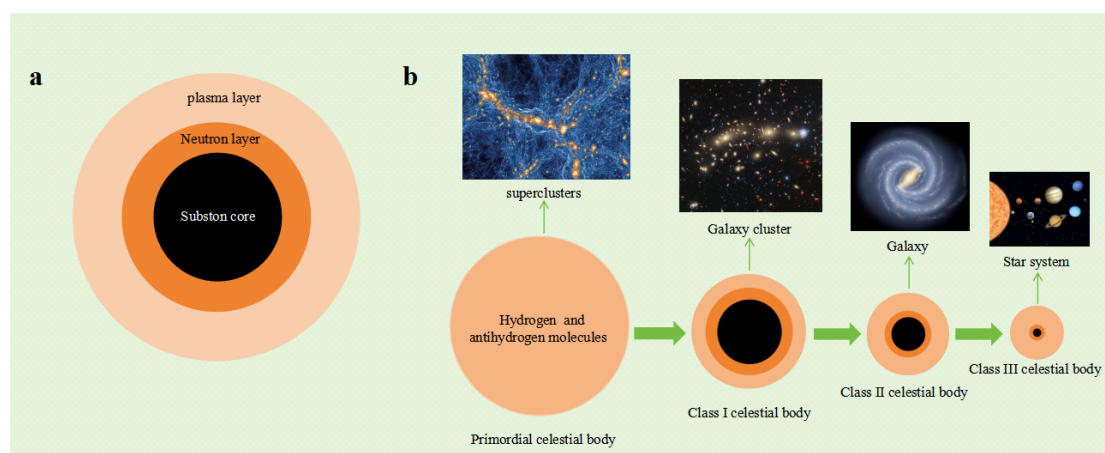 a
plasma layer
Neutron layer
Subston core
b
superclusters
Galaxy cluster
Galaxy
Star system
Hydrogen and
antihydrogen molecules
Primordial celestial body
Class I celestial body
Class II celestial body
Class III celestial body